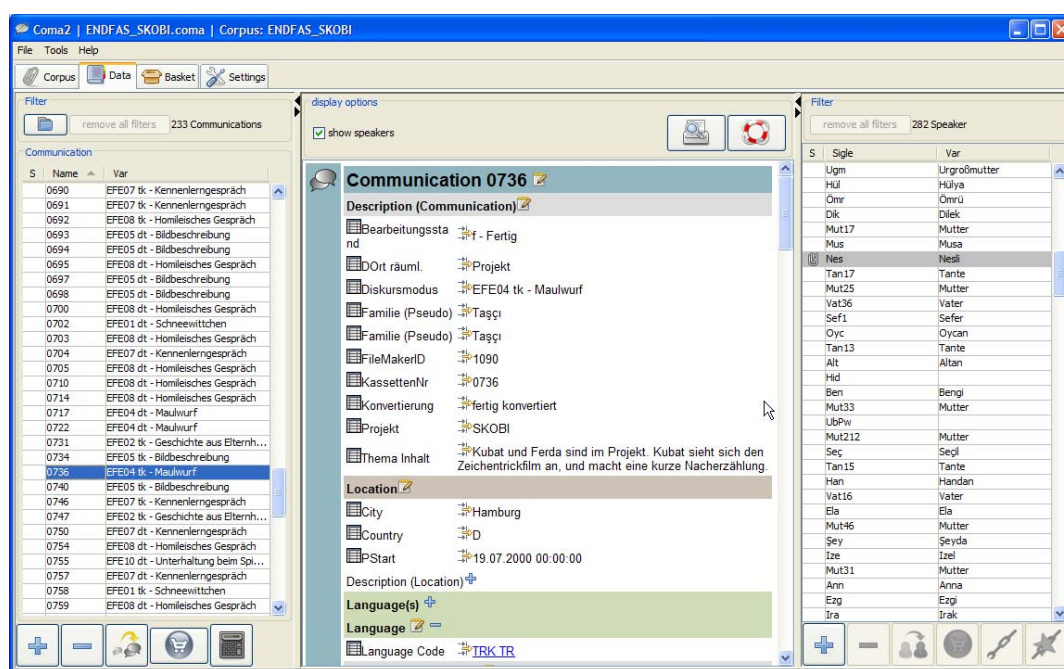 Coma2 | ENDFAS_SKOBI.coma | Corpus: ENDFAS_SKOBI
File Tools Help
Corpus Data Basket Settings
Filter
remove all filters 233 Communications
Communication
S Name Var
0690 EFE07 tk - Kennenlerngespräch
0691 EFE07 tk - Kennenlerngespräch
0692 EFE08 tk - Homileisches Gespräch
0693 EFE05 dt - Bildbeschreibung
0694 EFE05 dt - Bildbeschreibung
0695 EFE08 dt - Homileisches Gespräch
0697 EFE05 dt - Bildbeschreibung
0698 EFE05 dt - Bildbeschreibung
0700 EFE08 dt - Homileisches Gespräch
0702 EFE01 dt - Schneewittchen
0703 EFE08 dt - Homileisches Gespräch
0704 EFE07 dt - Kennenlerngespräch
0705 EFE08 dt - Homileisches Gespräch
0710 EFE08 dt - Homileisches Gespräch
0714 EFE08 dt - Homileisches Gespräch
0717 EFE04 dt - Maulwurf
0722 EFE04 dt - Maulwurf
0731 EFE02 tk - Geschichte aus Elternh...
0734 EFE05 tk - Bildbeschreibung
0736 EFE04 tk - Maulwurf
0740 EFE05 tk - Bildbeschreibung
0746 EFE07 tk - Kennenlerngespräch
0747 EFE02 tk - Geschichte aus Elternh...
0750 EFE07 dt - Kennenlerngespräch
0754 EFE08 dt - Homileisches Gespräch
0755 EFE10 dt - Unterhaltung beim Spi...
0757 EFE07 dt - Kennenlerngespräch
0758 EFE01 tk - Schneewittchen
0759 EFE08 dt - Homileisches Gespräch
display options
show speakers
Communication 0736
Description (Communication)
Bearbeitungssta
nd f - Fertig
DOrt räuml. Projekt
Diskursmodus EFE04 tk - Maulwurf
Familie (Pseudo) Taşçı
Familie (Pseudo) Taşçı
FileMakerID 1090
KassettenNr 0736
Konvertierung fertig konvertiert
Projekt SKOBI
Thema Inhalt Kubat und Ferda sind im Projekt. Kubat sieht sich den
Zeichentrickfilm an, und macht eine kurze Nacherzählung.
Location
City Hamburg
Country D
PStart 19.07.2000 00:00:00
Description (Location)
Language(s)
Language
Language Code TRK TR
Filter
remove all filters 282 Speaker
S Sigle Var
Ugm Urgroßmutter
Hül Hülya
Ömr Ömrü
Dik Dilek
Mut17 Mutter
Mus Musa
Nes Nesli
Tan17 Tante
Mut25 Mutter
Vat36 Vater
Sef1 Sefer
Oyc Oycan
Tan13 Tante
Alt Altan
Hid
Ben Bengi
Mut33 Mutter
UbPw
Mut212 Mutter
Seç Seçil
Tan15 Tante
Han Handan
Vat16 Vater
Ela Ela
Mut46 Mutter
Şey Şeyda
Ize Izel
Mut31 Mutter
Ann Anna
Ezg Ezgi
Ira Irak